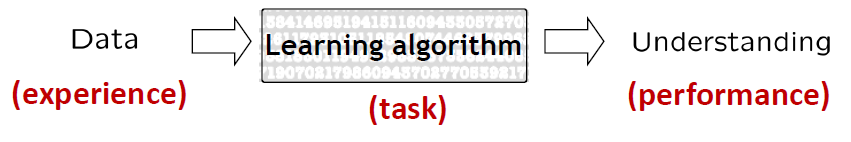 Data
Learning algorithm
Understanding
(experience)
(task)
(performance)